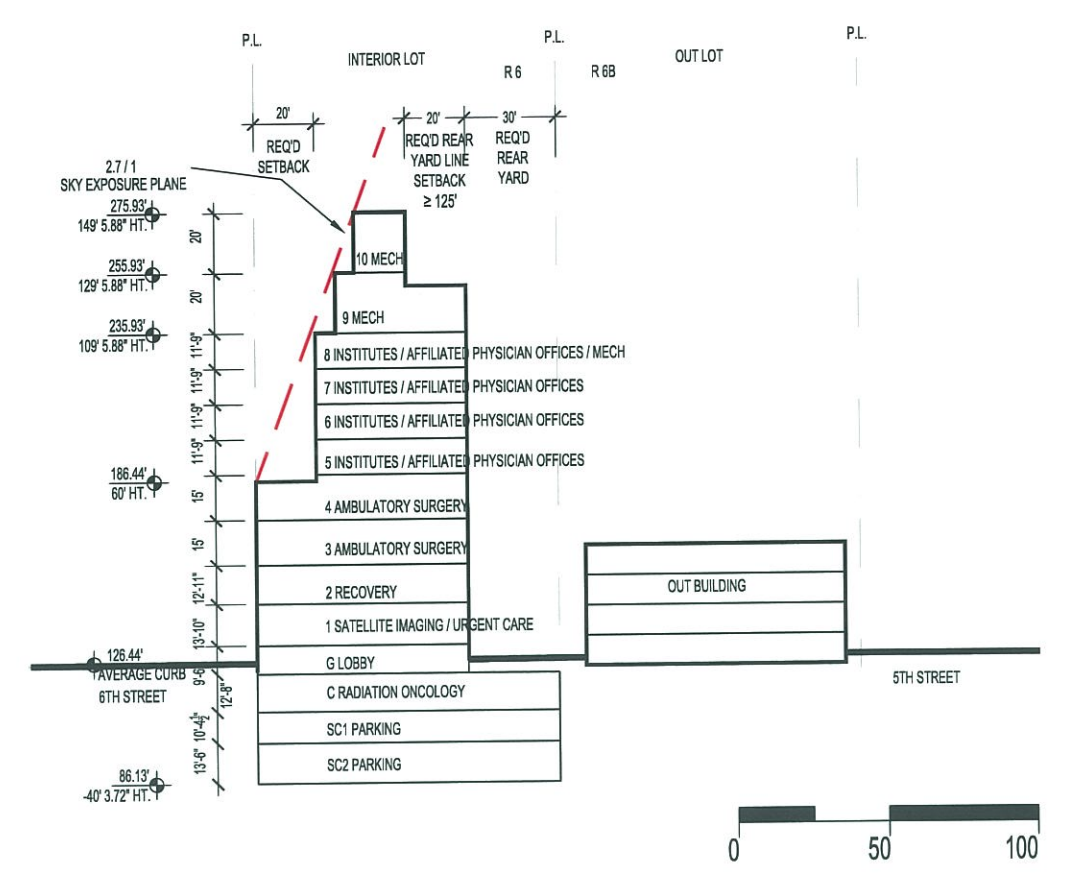 P.L.
INTERIOR LOT
P.L.
P.L.
R 6
R 6B
OUT LOT
20'
REQ'D
SETBACK
20'
REQ'D REAR
YARD LINE
SETBACK
≥ 125'
30'
REQ'D
REAR
YARD
2.7 / 1
SKY EXPOSURE PLANE
275.93'
149' 5.88" HT.
20'
10 MECH
255.93'
129' 5.88" HT.
20'
9 MECH
235.93'
109' 5.88" HT.
11'-9"
8 INSTITUTES / AFFILIATED PHYSICIAN OFFICES / MECH
11'-9"
7 INSTITUTES / AFFILIATED PHYSICIAN OFFICES
11'-9"
6 INSTITUTES / AFFILIATED PHYSICIAN OFFICES
11'-9"
5 INSTITUTES / AFFILIATED PHYSICIAN OFFICES
186.44'
60' HT.
15'
4 AMBULATORY SURGERY
15'
3 AMBULATORY SURGERY
12'-11"
2 RECOVERY
OUT BUILDING
13'-10"
1 SATELLITE IMAGING / URGENT CARE
126.44'
AVERAGE CURB
6TH STREET
9'-6"
G LOBBY
5TH STREET
12'-8"
C RADIATION ONCOLOGY
10'-4½"
SC1 PARKING
13'-6"
SC2 PARKING
86.13'
-40' 3.72" HT.
0
50
100